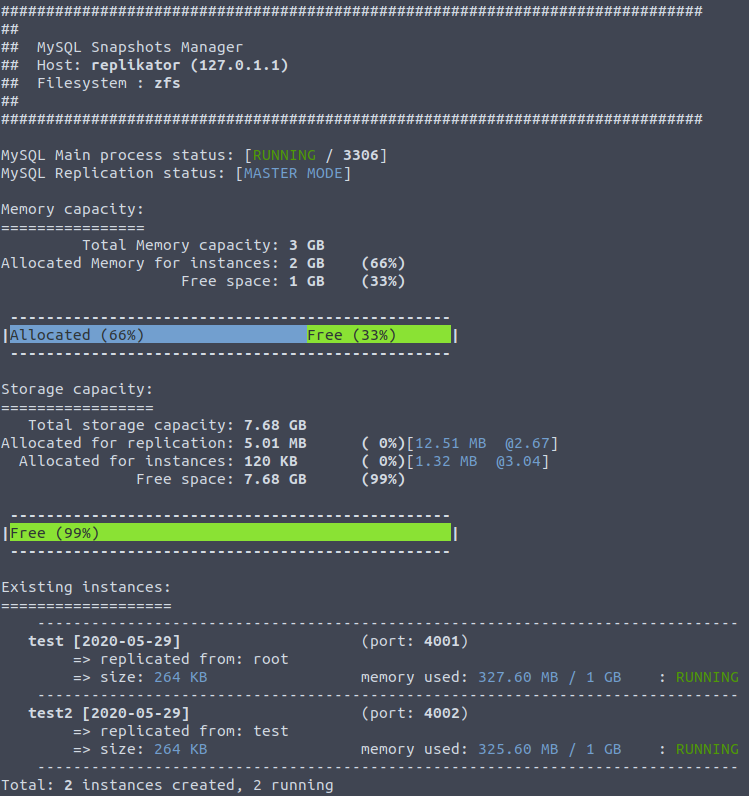 ##############################################################################
##
##  MySQL Snapshots Manager
##  Host: replikator (127.0.1.1)
##  Filesystem : zfs
##
##############################################################################
MySQL Main process status: [RUNNING / 3306]
MySQL Replication status: [MASTER MODE]
Memory capacity:
================
         Total Memory capacity: 3 GB
Allocated Memory for instances: 2 GB    (66%)
                    Free space: 1 GB    (33%)
 -------------------------------------------------
|Allocated (66%)                  Free (33%)      |
 -------------------------------------------------
Storage capacity:
=================
   Total storage capacity: 7.68 GB
Allocated for replication: 5.01 MB      ( 0%)[12.51 MB  @2.67]
  Allocated for instances: 120 KB       ( 0%)[1.32 MB  @3.04]
               Free space: 7.68 GB      (99%)
 -------------------------------------------------
|Free (99%)                                       |
 -------------------------------------------------
Existing instances:
===================
    ------------------------------------------------------------------------------
   test [2020-05-29]                    (port: 4001)
        => replicated from: root
        => size: 264 KB                 memory used: 327.60 MB / 1 GB    : RUNNING
    ------------------------------------------------------------------------------
   test2 [2020-05-29]                   (port: 4002)
        => replicated from: test
        => size: 264 KB                 memory used: 325.60 MB / 1 GB    : RUNNING
    ------------------------------------------------------------------------------
Total: 2 instances created, 2 running